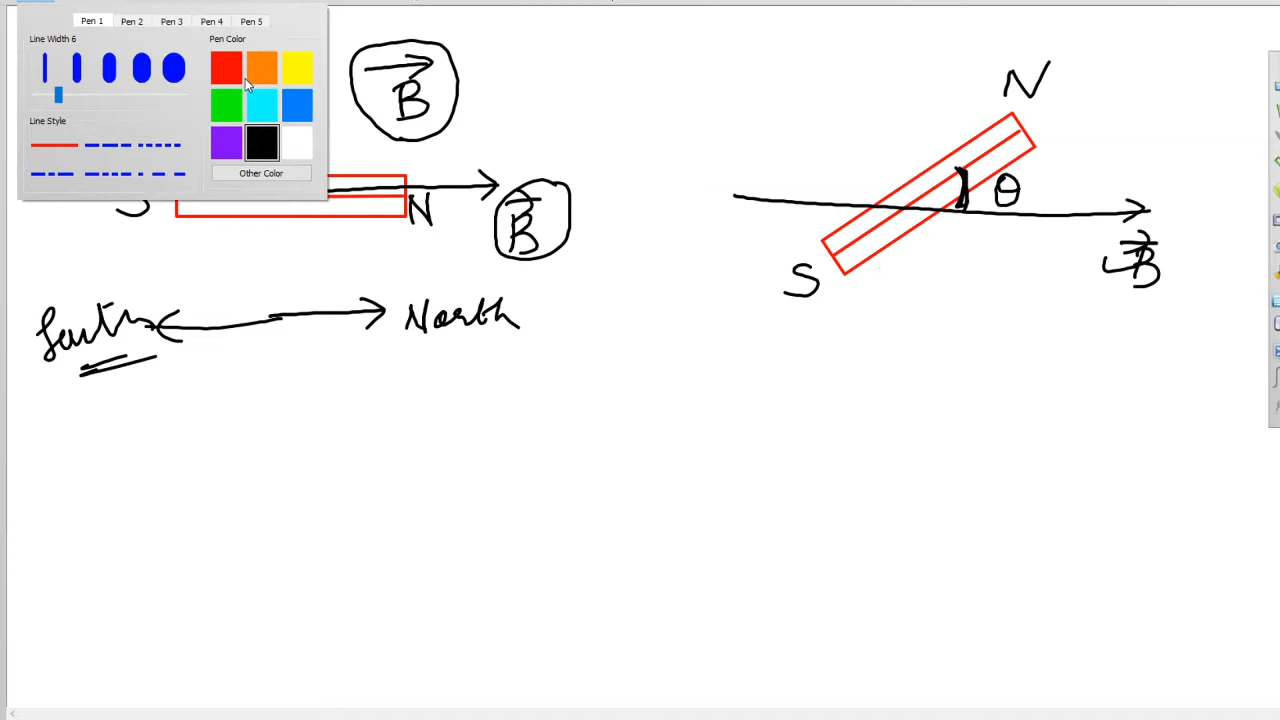 Pen 1 Pen 2 Pen 3 Pen 4 Pen 5
Line Width 6
Pen Color
Line Style
Other Color
B
S
N
B
North
N
θ
S
B